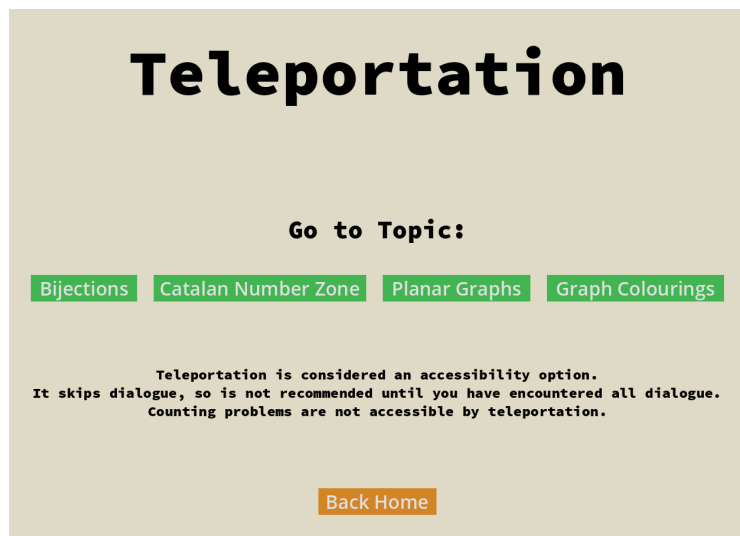 Teleportation
Go to Topic:
Bijections Catalan Number Zone Planar Graphs Graph Colourings
Teleportation is considered an accessibility option.
It skips dialogue, so is not recommended until you have encountered all dialogue.
Counting problems are not accessible by teleportation.
Back Home